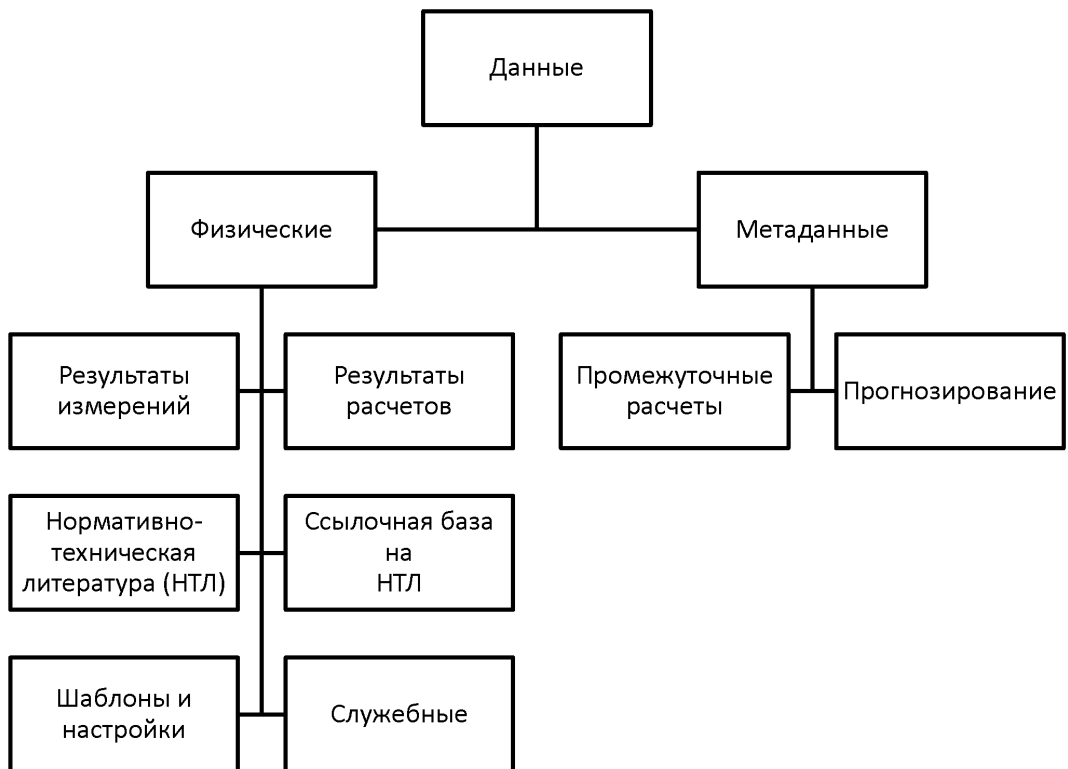 Данные
Физические
Метаданные
Результаты
измерений
Результаты
расчетов
Промежуточные
расчеты
Прогнозирование
Нормативно-
техническая
литература (НТЛ)
Ссылочная база
на
НТЛ
Шаблоны и
настройки
Служебные